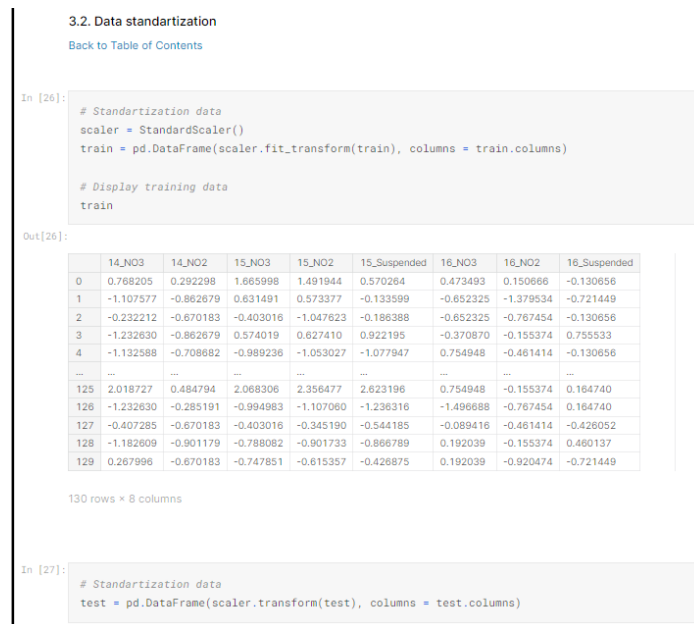 3.2. Data standartization
Back to Table of Contents
In [26]:
# Standartization data
scaler = StandardScaler()
train = pd.DataFrame(scaler.fit_transform(train), columns = train.columns)
# Display training data
train
Out[26]:
14_NO3 14_NO2 15_NO3 15_NO2 15_Suspended 16_NO3 16_NO2 16_Suspended
0 0.768205 0.292298 1.665998 1.491944 0.570264 0.473493 0.150666 -0.130656
1 -1.107577 -0.862679 0.631491 0.573377 -0.133599 -0.652325 -1.379534 -0.721449
2 -0.232212 -0.670183 -0.403016 -1.047623 -0.186388 -0.652325 -0.767454 -0.130656
3 -1.232630 -0.862679 0.574019 0.627410 0.922195 -0.370870 -0.155374 0.755533
4 -1.132588 -0.708682 -0.989236 -1.053027 -1.077947 0.754948 -0.461414 -0.130656
... ... ... ... ... ... ... ... ...
125 2.018727 0.484794 2.068306 2.356477 2.623196 0.754948 -0.155374 0.164740
126 -1.232630 -0.285191 -0.994983 -1.107060 -1.236316 -1.496688 -0.767454 0.164740
127 -0.407285 -0.670183 -0.403016 -0.345190 -0.544185 -0.089416 -0.461414 -0.426052
128 -1.182609 -0.901179 -0.788082 -0.901733 -0.866789 0.192039 -0.155374 0.460137
129 0.267996 -0.670183 -0.747851 -0.615357 -0.426875 0.192039 -0.920474 -0.721449
130 rows × 8 columns
In [27]:
# Standartization data
test = pd.DataFrame(scaler.transform(test), columns = test.columns)